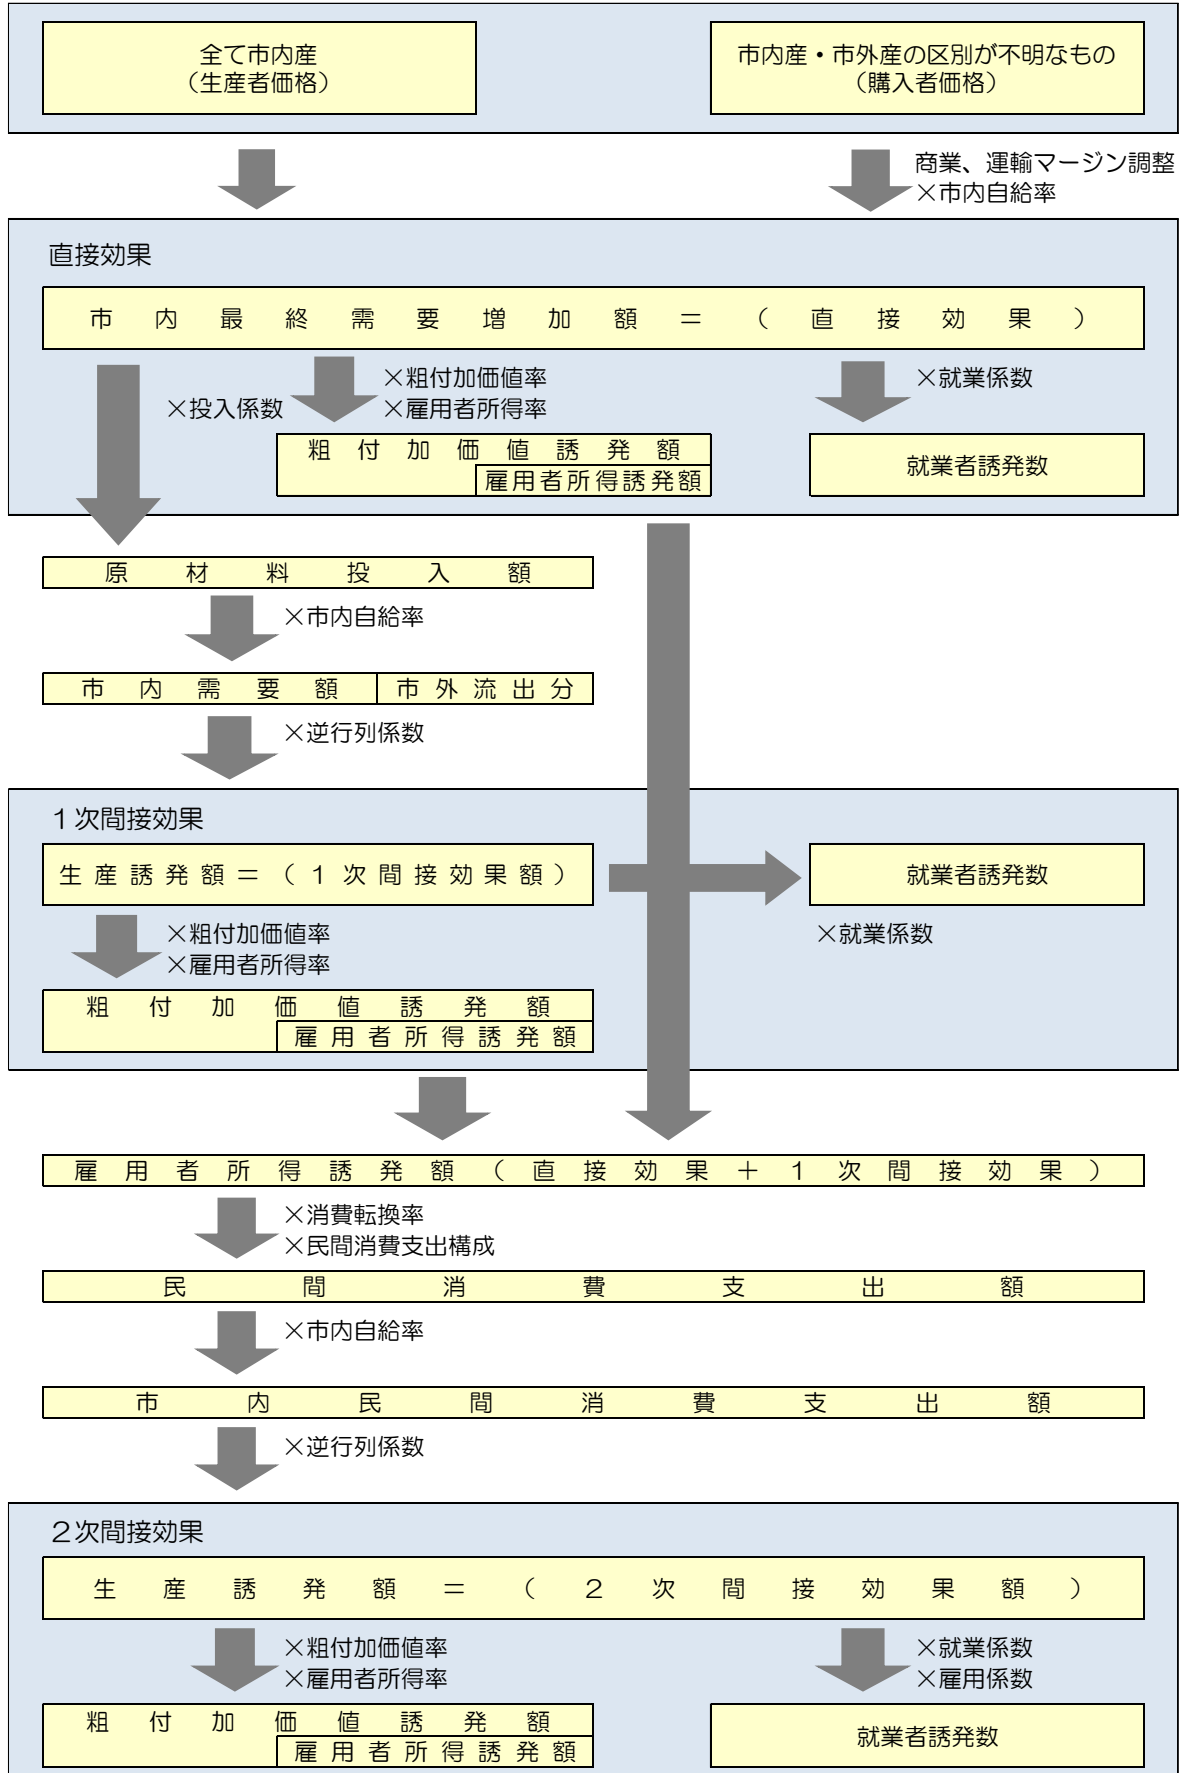 全て市内産
（生産者価格）
市内産・市外産の区別が不明なもの
（購入者価格）
商業、運輸マージン調整
×市内自給率
直接効果
市内最終需要増加額＝（直接効果）
×投入係数
×粗付加価値率
×雇用者所得率
×就業係数
粗付加価値誘発額
雇用者所得誘発額
就業者誘発数
原材料投入額
×市内自給率
市内需要額
市外流出分
×逆行列係数
１次間接効果
生産誘発額＝（１次間接効果額）
就業者誘発数
×粗付加価値率
×雇用者所得率
×就業係数
粗付加価値誘発額
雇用者所得誘発額
雇用者所得誘発額（直接効果＋１次間接効果）
×消費転換率
×民間消費支出構成
民間消費支出額
×市内自給率
市内民間消費支出額
×逆行列係数
２次間接効果
生産誘発額＝（２次間接効果額）
×粗付加価値率
×雇用者所得率
×就業係数
×雇用係数
粗付加価値誘発額
雇用者所得誘発額
就業者誘発数